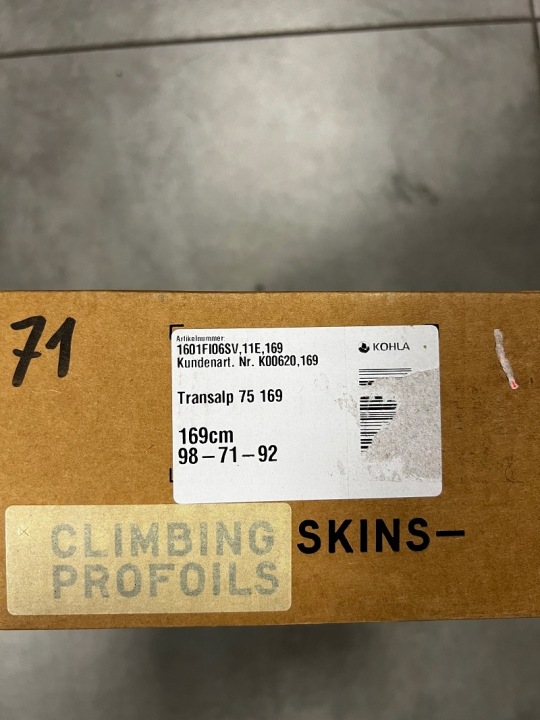 71
Artikelnummer
1601FI06SV,11E,169
Kundenart. Nr. K00620,169
KOHLA
Transalp 75 169
169cm
98–71–92
CLIMBING SKINS–
PROFOILS